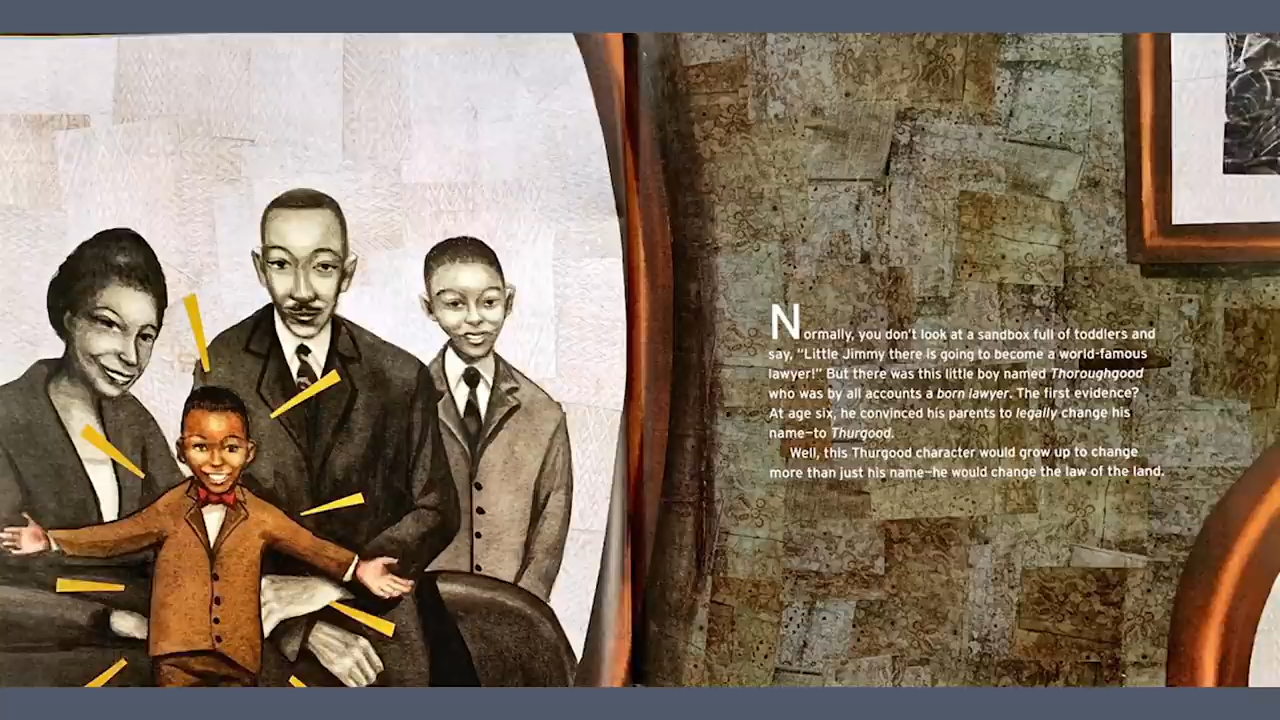 Normally, you don't look at a sandbox full of toddlers and
say, "Little Jimmy there is going to become a world-famous
lawyer!" But there was this little boy named Thoroughgood
who was by all accounts a born lawyer. The first evidence?
At age six, he convinced his parents to legally change his
name—to Thurgood.
Well, this Thurgood character would grow up to change
more than just his name—he would change the law of the land.